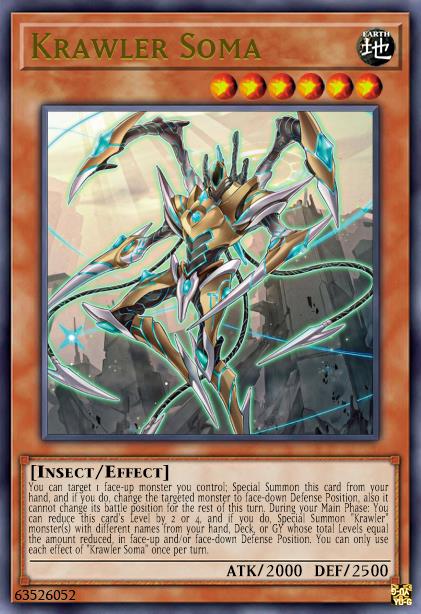 Krawler Soma
EARTH
地
[Insect/Effect]
You can target 1 face-up monster you control; Special Summon this card from your
hand, and if you do, change the targeted monster to face-down Defense Position, also it
cannot change its battle position for the rest of this turn. During your Main Phase: You
can reduce this card's Level by 2 or 4, and if you do, Special Summon "Krawler"
monster(s) with different names from your hand, Deck, or GY whose total Levels equal
the amount reduced, in face-up and/or face-down Defense Position. You can only use
each effect of "Krawler Soma" once per turn.
ATK/2000 DEF/2500
63526052